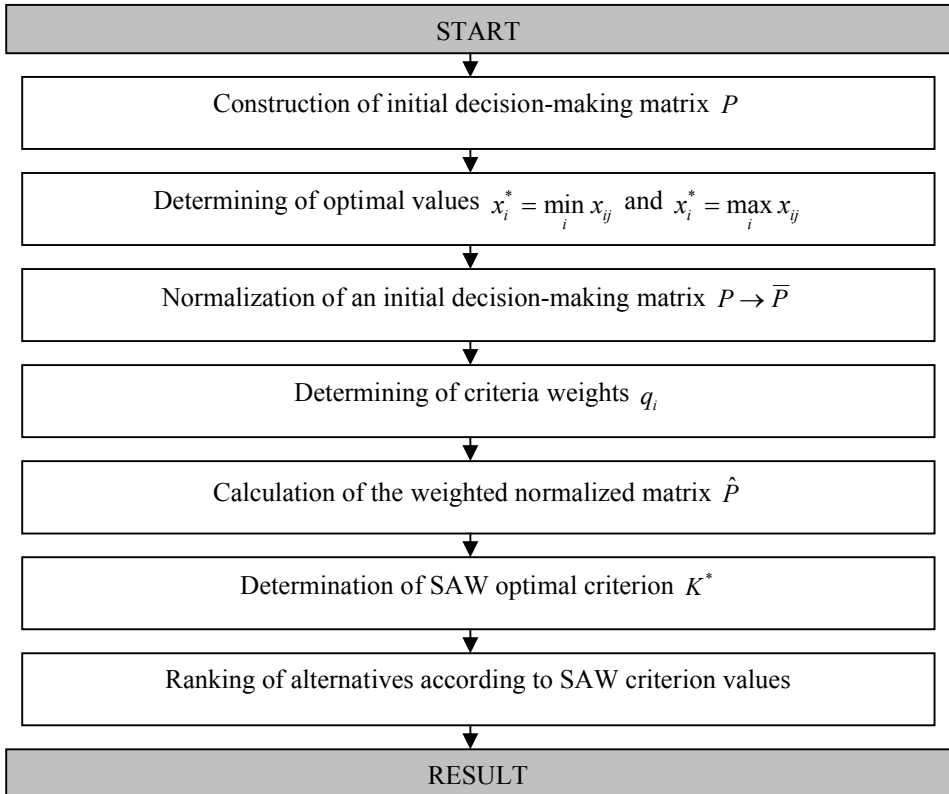 START
Construction of initial decision-making matrix P
Determining of optimal values x_i^* = min_i x_ij and x_i^* = max_i x_ij
Normalization of an initial decision-making matrix P → P̅
Determining of criteria weights q_i
Calculation of the weighted normalized matrix P̂
Determination of SAW optimal criterion K^*
Ranking of alternatives according to SAW criterion values
RESULT